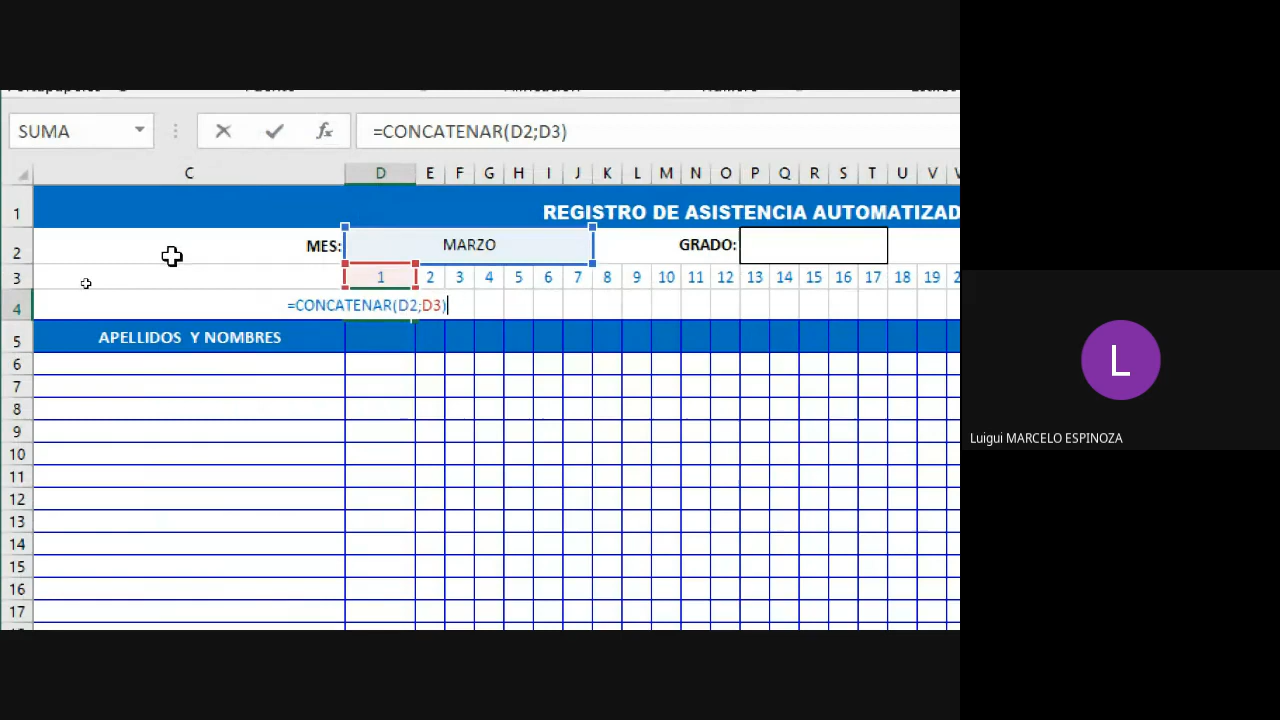 SUMA fx =CONCATENAR(D2;D3)
C D E F G H I J K L M N O P Q R S T U V
1 REGISTRO DE ASISTENCIA AUTOMATIZAD
2 MES: MARZO GRADO:
3 1 2 3 4 5 6 7 8 9 10 11 12 13 14 15 16 17 18 19 2
4 =CONCATENAR(D2;D3)
5 APELLIDOS Y NOMBRES
6
7
8
9
10
11
12
13
14
15
16
17
L
Luigui MARCELO ESPINOZA